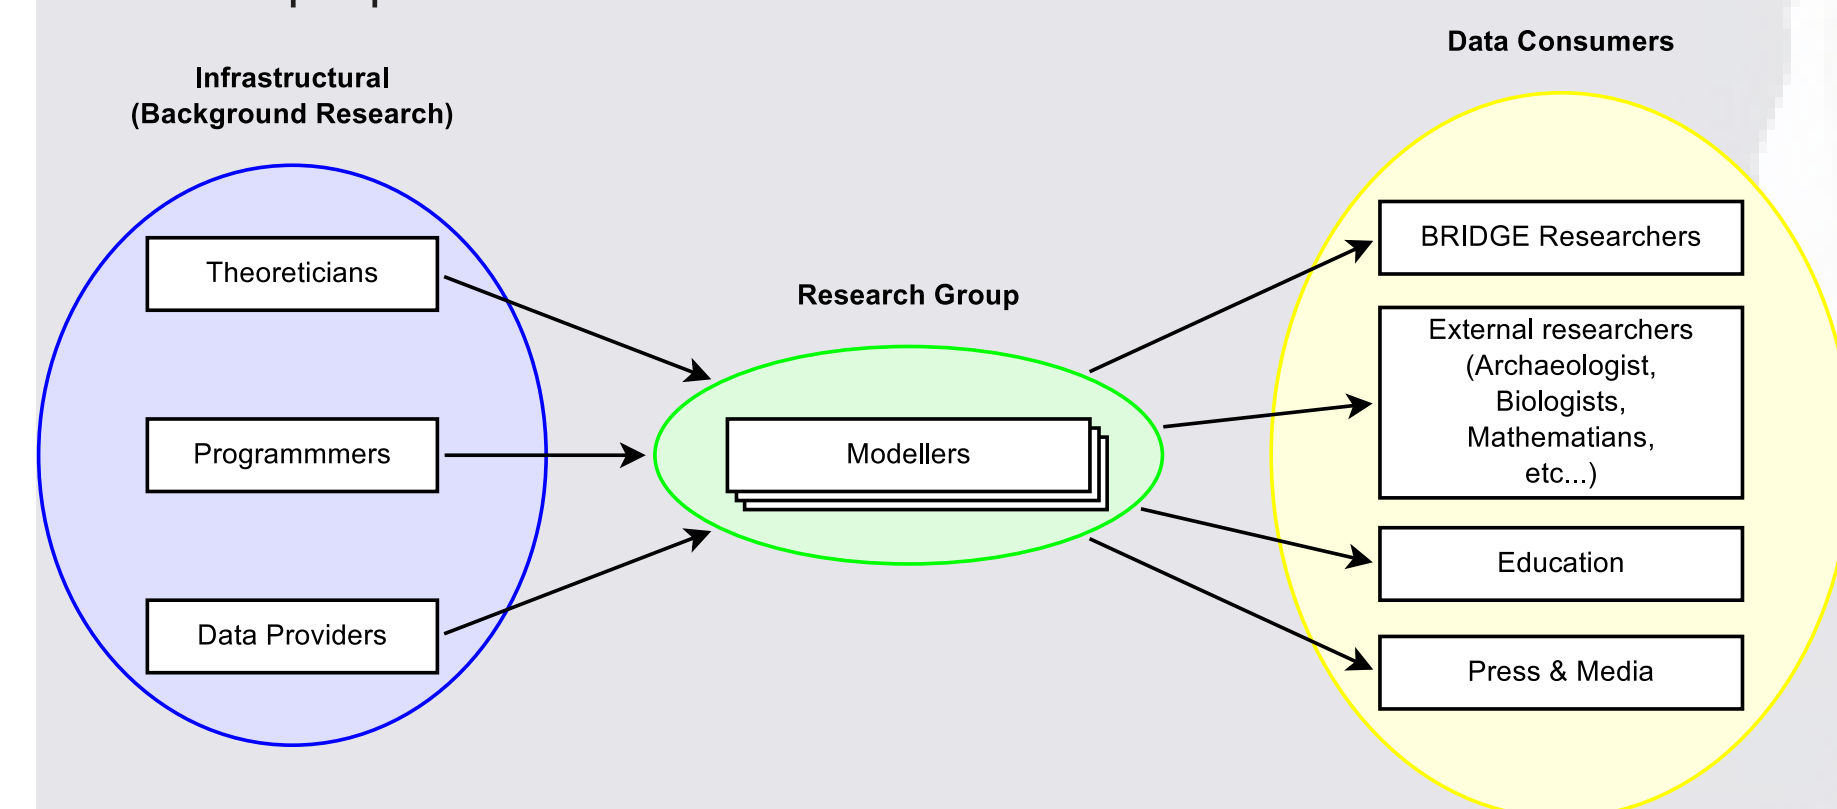 Infrastructural
(Background Research)
Theoreticians
Programmmers
Data Providers
Research Group
Modellers
Data Consumers
BRIDGE Researchers
External researchers
(Archaeologist,
Biologists,
Mathematians,
etc...)
Education
Press & Media